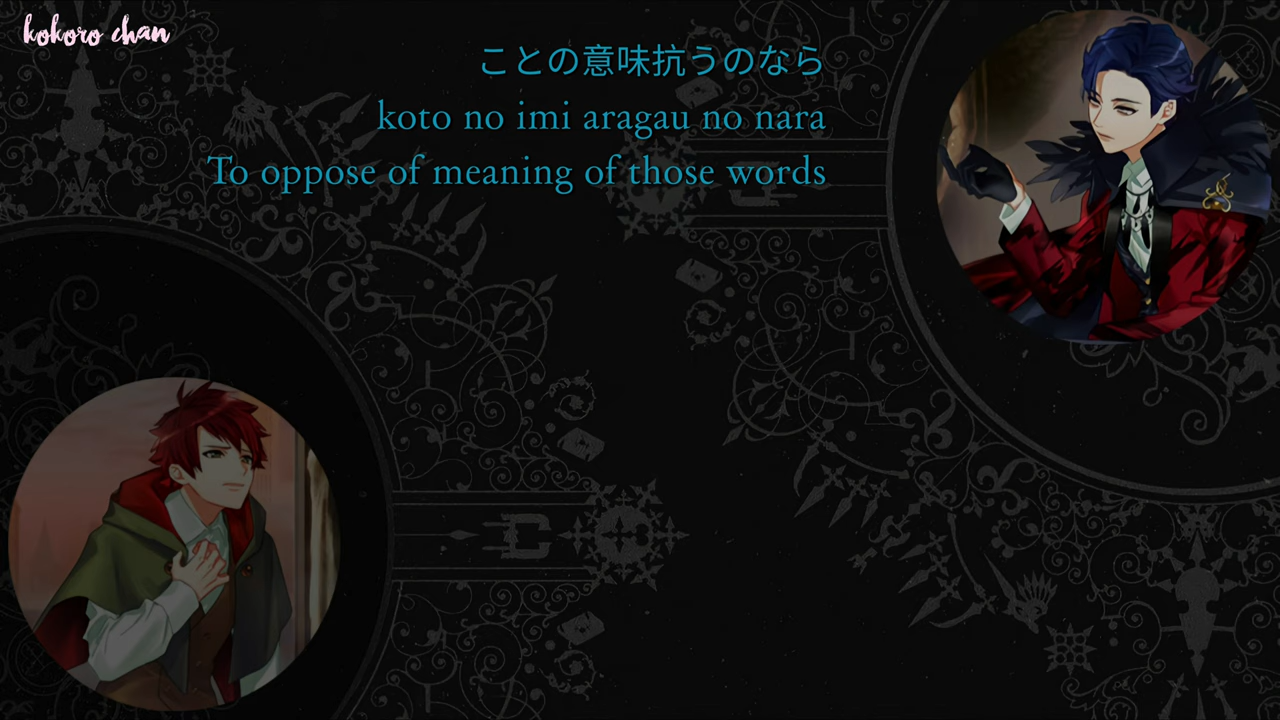 kokoro chan
ことの意味抗うのなら
koto no imi aragau no nara
To oppose of meaning of those words